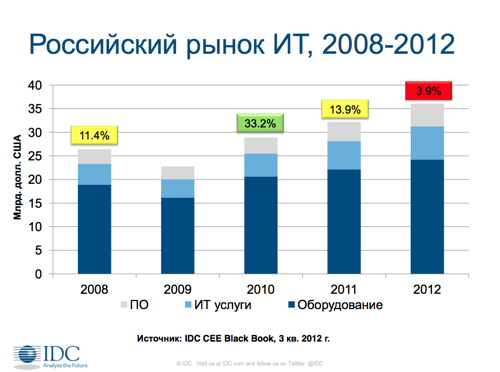 Российский рынок ИТ, 2008-2012
Млрд. долл. США
40
35
30
25
20
15
10
5
0
11.4%
33.2%
13.9%
3.9%
2008
2009
2010
2011
2012
ПО
ИТ услуги
Оборудование
Источник: IDC CEE Black Book, 3 кв. 2012 г.
IDC
Analyze the Future
© IDC Visit us at IDC.com and follow us on Twitter: @IDC